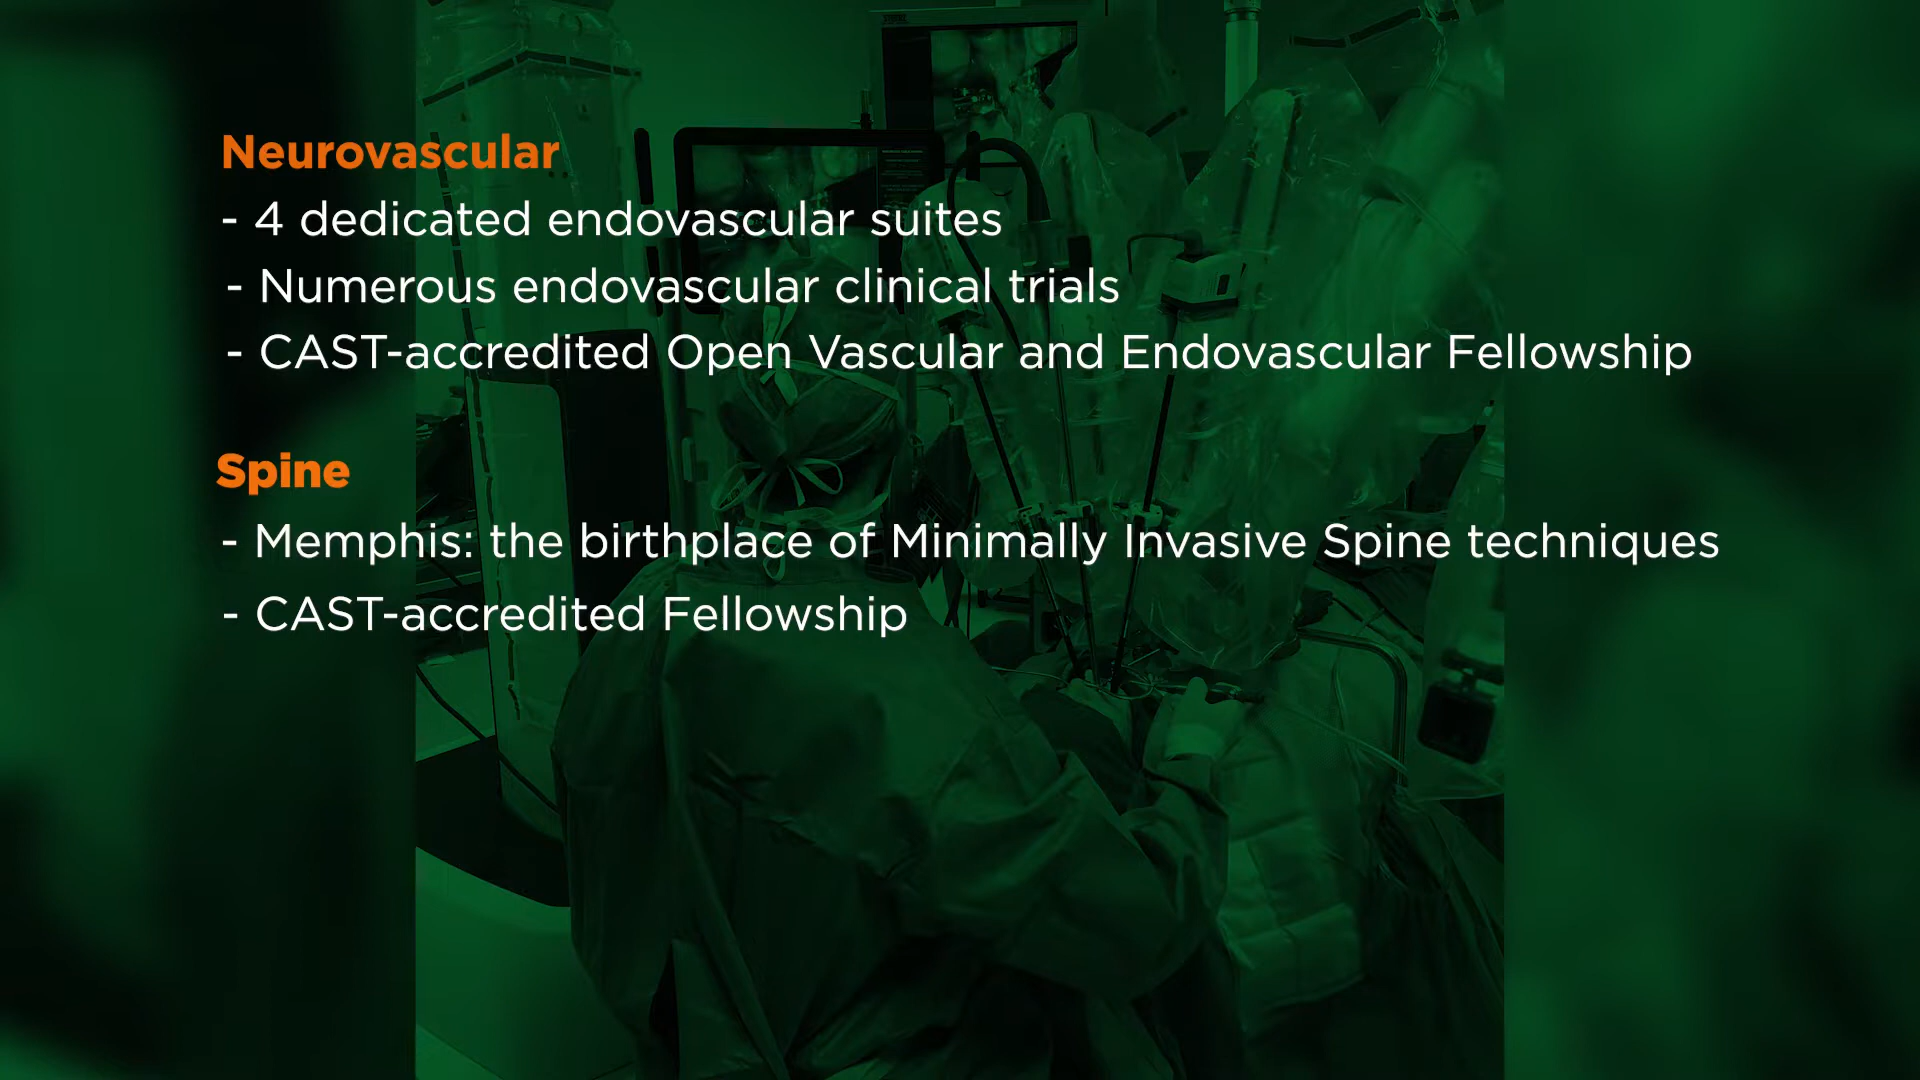 Neurovascular
- 4 dedicated endovascular suites
- Numerous endovascular clinical trials
- CAST-accredited Open Vascular and Endovascular Fellowship
Spine
- Memphis: the birthplace of Minimally Invasive Spine techniques
- CAST-accredited Fellowship